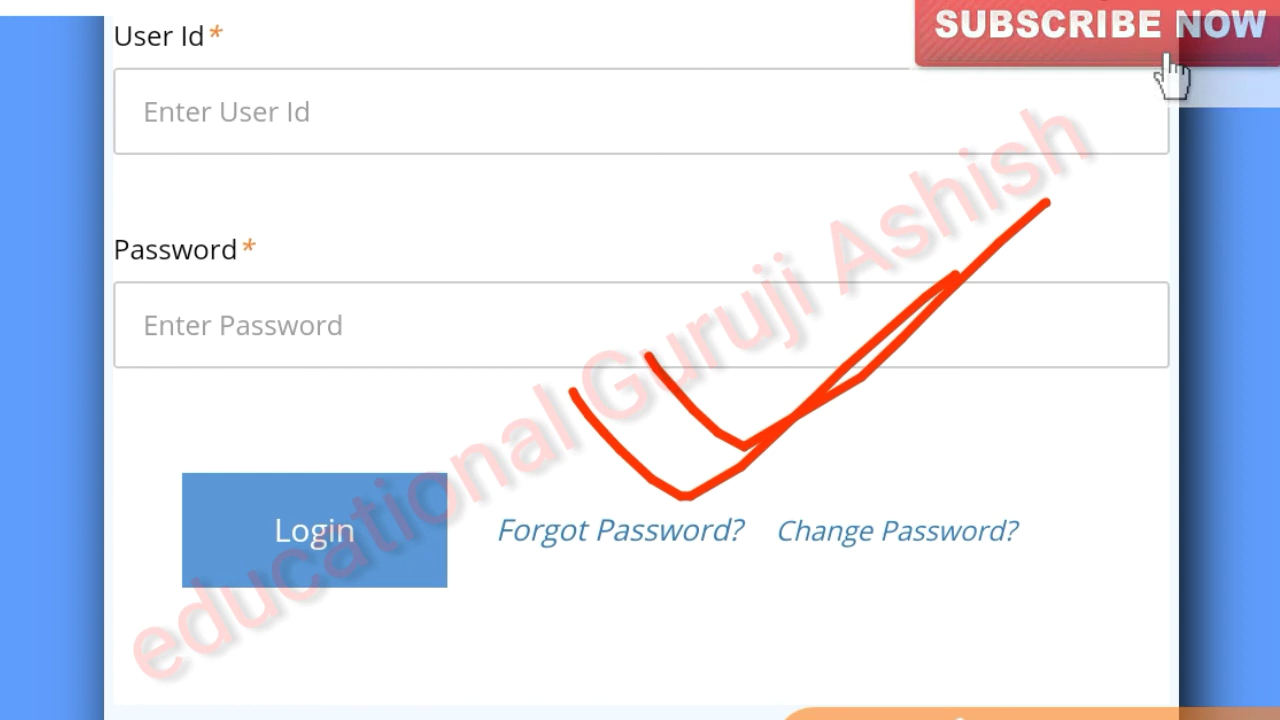 SUBSCRIBE NOW
User Id*
Enter User Id
Password*
Enter Password
Login
Forgot Password?
Change Password?
educational Guruji Ashish